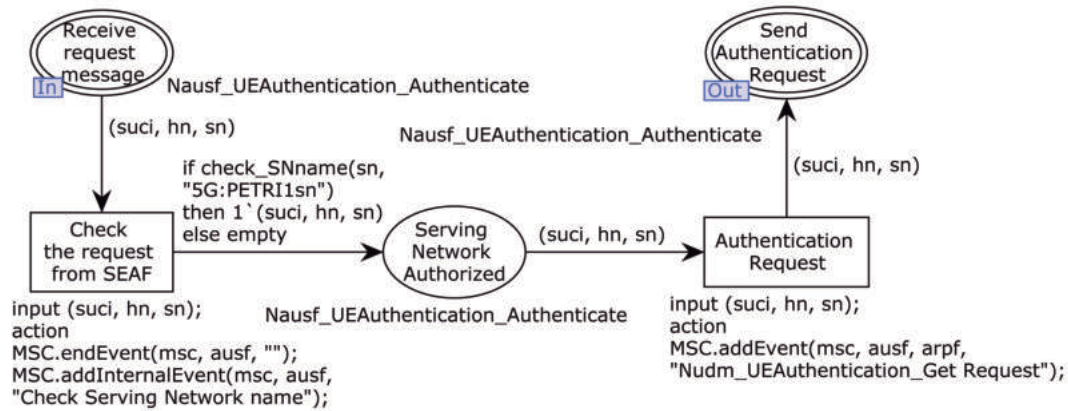 Receive
request
message
In
Nausf_UEAuthentication_Authenticate
(suci, hn, sn)
Check
the request
from SEAF
input (suci, hn, sn);
action
MSC.endEvent(msc, ausf, "");
MSC.addInternalEvent(msc, ausf,
"Check Serving Network name");
if check_SNname(sn,
"5G:PETRI1sn")
then 1`(suci, hn, sn)
else empty
Serving
Network
Authorized
Nausf_UEAuthentication_Authenticate
(suci, hn, sn)
Authentication
Request
input (suci, hn, sn);
action
MSC.addEvent(msc, ausf, arpf,
"Nudm_UEAuthentication_Get Request");
(suci, hn, sn)
Send
Authentication
Request
Out
Nausf_UEAuthentication_Authenticate